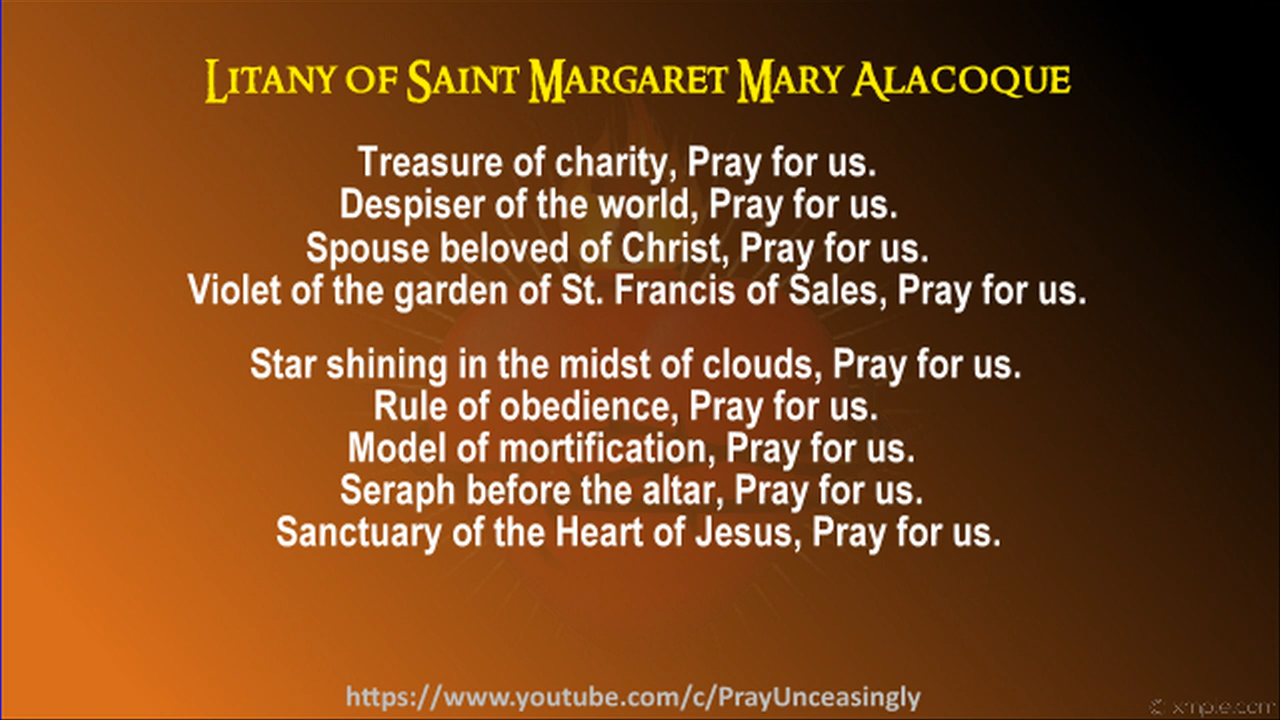 Litany of Saint Margaret Mary Alacoque
Treasure of charity, Pray for us.
Despiser of the world, Pray for us.
Spouse beloved of Christ, Pray for us.
Violet of the garden of St. Francis of Sales, Pray for us.
Star shining in the midst of clouds, Pray for us.
Rule of obedience, Pray for us.
Model of mortification, Pray for us.
Seraph before the altar, Pray for us.
Sanctuary of the Heart of Jesus, Pray for us.
https://www.youtube.com/c/PrayUnceasingly
© xmple.com